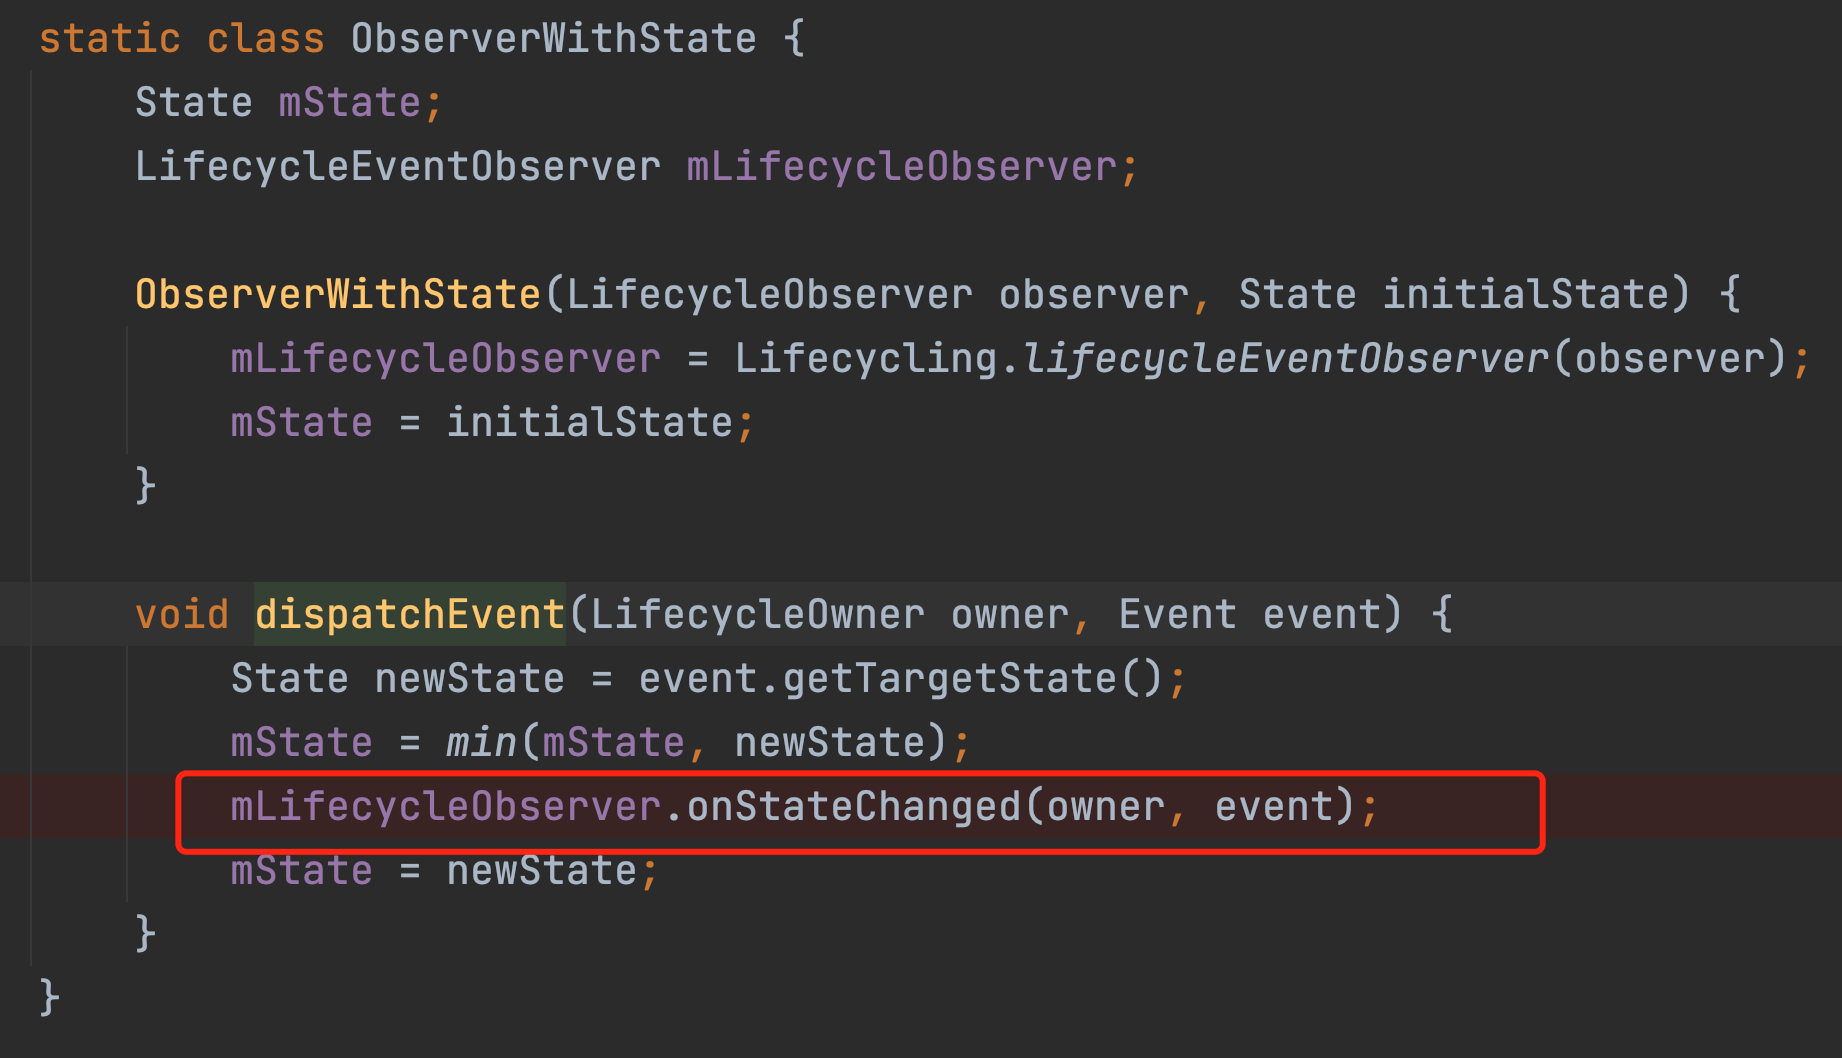 static class ObserverWithState {
State mState;
LifecycleEventObserver mLifecycleObserver;
ObserverWithState(LifecycleObserver observer, State initialState) {
mLifecycleObserver = Lifecycling.lifecycleEventObserver(observer);
mState = initialState;
}
void dispatchEvent(LifecycleOwner owner, Event event) {
State newState = event.getTargetState();
mState = min(mState, newState);
mLifecycleObserver.onStateChanged(owner, event);
mState = newState;
}
}